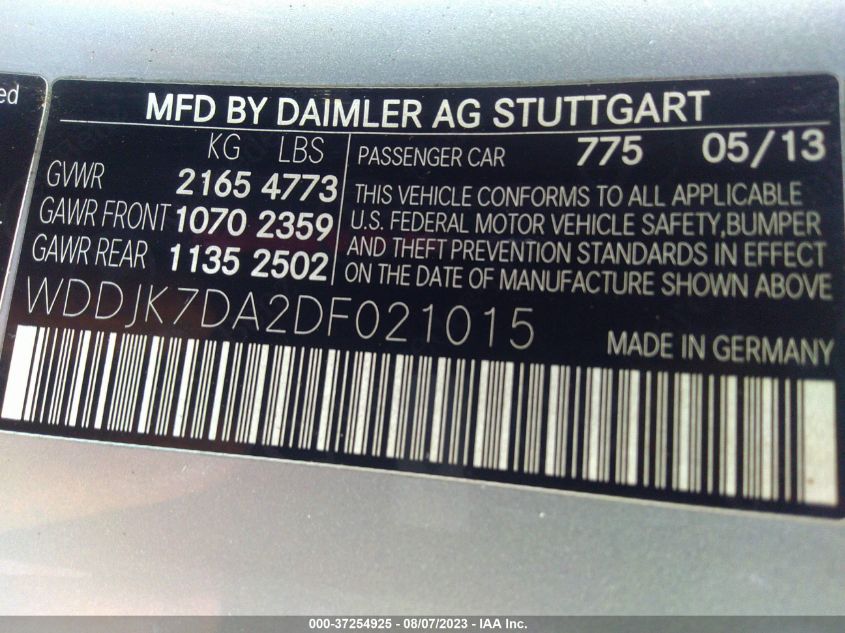 ed
MFD BY DAIMLER AG STUTTGART
KG LBS
GVWR 2165 4773
GAWR FRONT 1070 2359
GAWR REAR 1135 2502
PASSENGER CAR 775 05/13
THIS VEHICLE CONFORMS TO ALL APPLICABLE
U.S. FEDERAL MOTOR VEHICLE SAFETY,BUMPER
AND THEFT PREVENTION STANDARDS IN EFFECT
ON THE DATE OF MANUFACTURE SHOWN ABOVE
WDDJK7DA2DF021015
MADE IN GERMANY
000-37254925 - 08/07/2023 - IAA Inc.